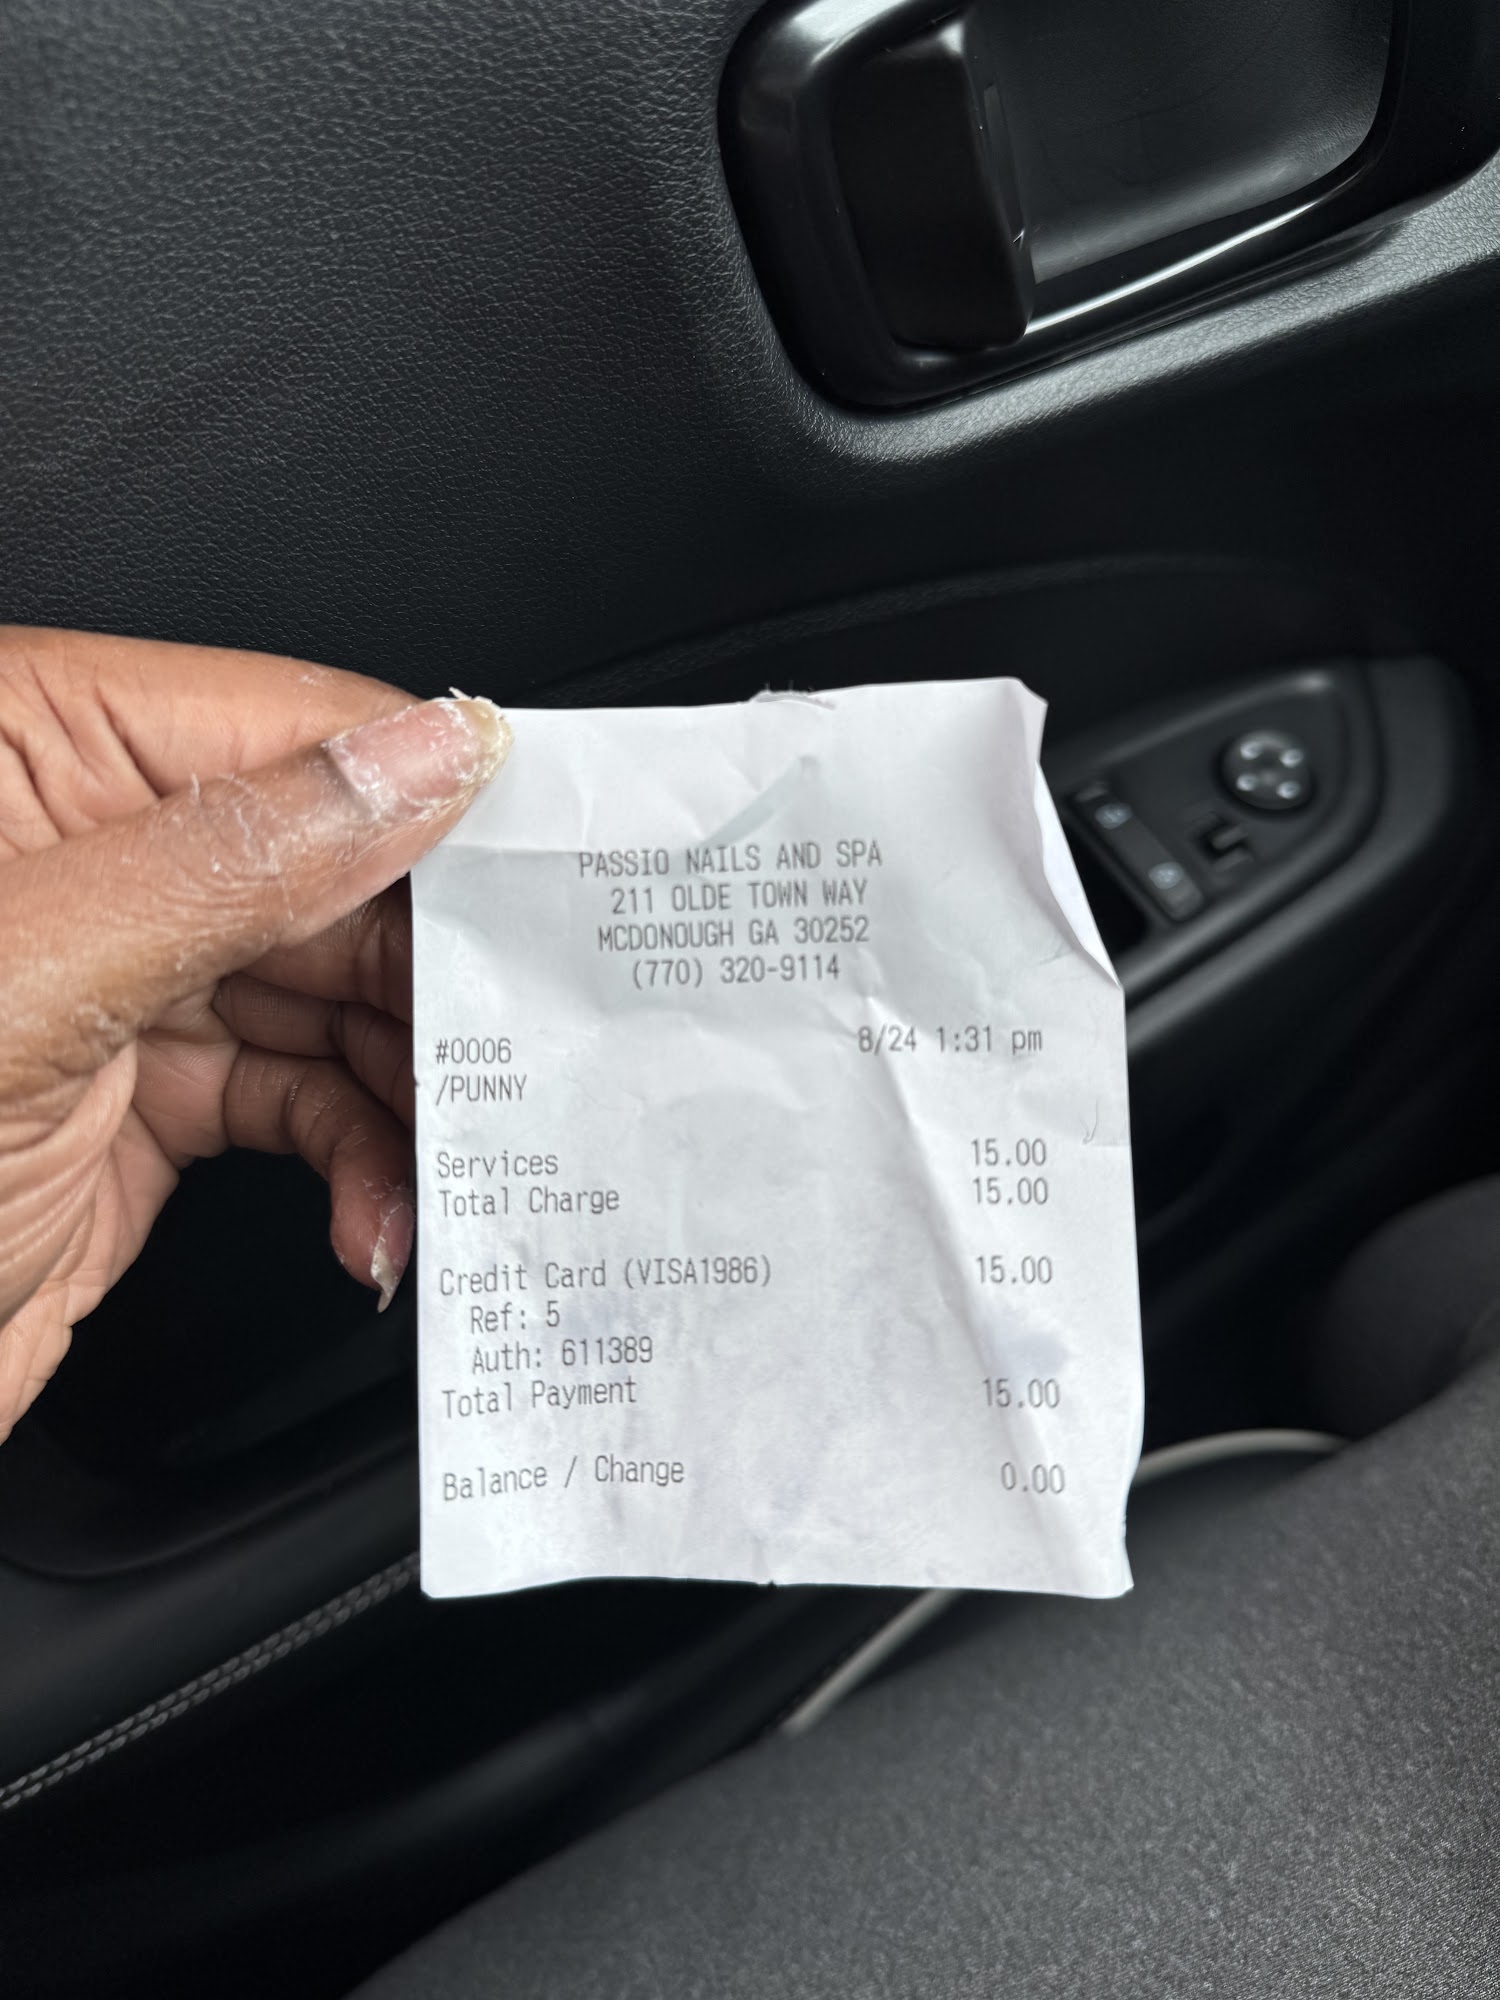 PASSIO NAILS AND SPA
211 OLDE TOWN WAY
MCDONOUGH GA 30252
(770) 320-9114
#0006 8/24 1:31 pm
/PUNNY
Services 15.00
Total Charge 15.00
Credit Card (VISA1986) 15.00
Ref: 5
Auth: 611389
Total Payment 15.00
Balance / Change 0.00